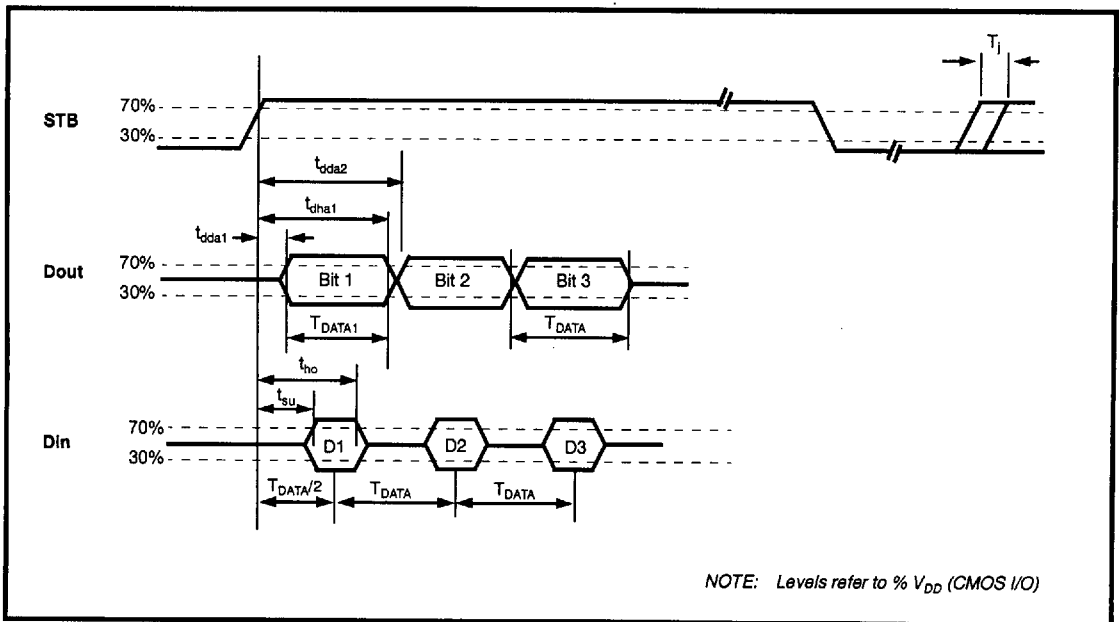 Tj
STB
70%
30%
tdda2
tdha1
tdda1
Dout
70%
30%
Bit 1
Bit 2
Bit 3
TDATA1
TDATA
tho
tsu
Din
70%
30%
D1
D2
D3
TDATA/2
TDATA
TDATA
NOTE: Levels refer to % VDD (CMOS I/O)